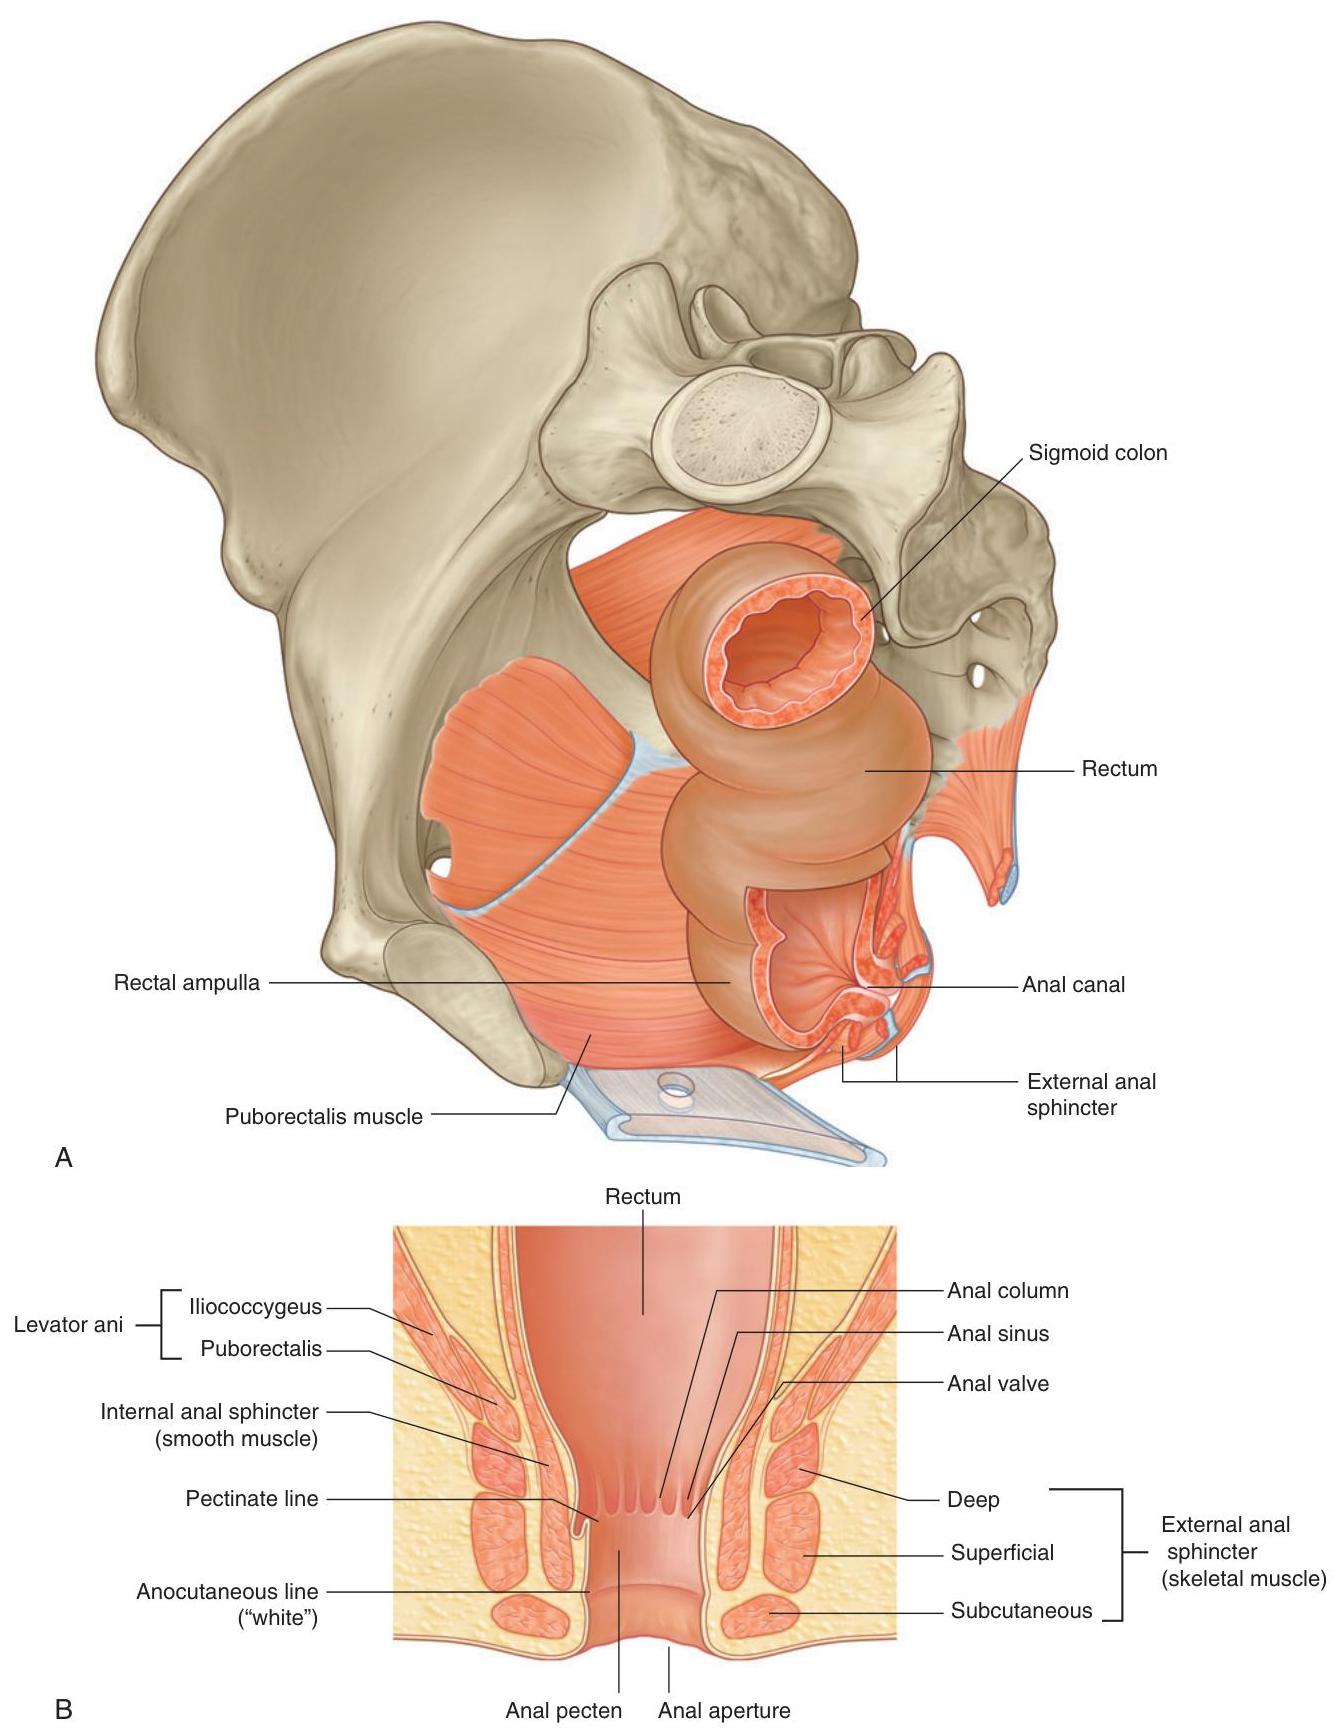 Sigmoid colon
Rectum
Rectal ampulla
Anal canal
External anal
sphincter
Puborectalis muscle
A
Rectum
Anal column
Iliococcygeus
Levator ani
Anal sinus
Puborectalis
Anal valve
Internal anal sphincter
(smooth muscle)
Pectinate line
Deep
External anal
sphincter
(skeletal muscle)
Superficial
Anocutaneous line
(“white”)
Subcutaneous
Anal pecten
Anal aperture
B